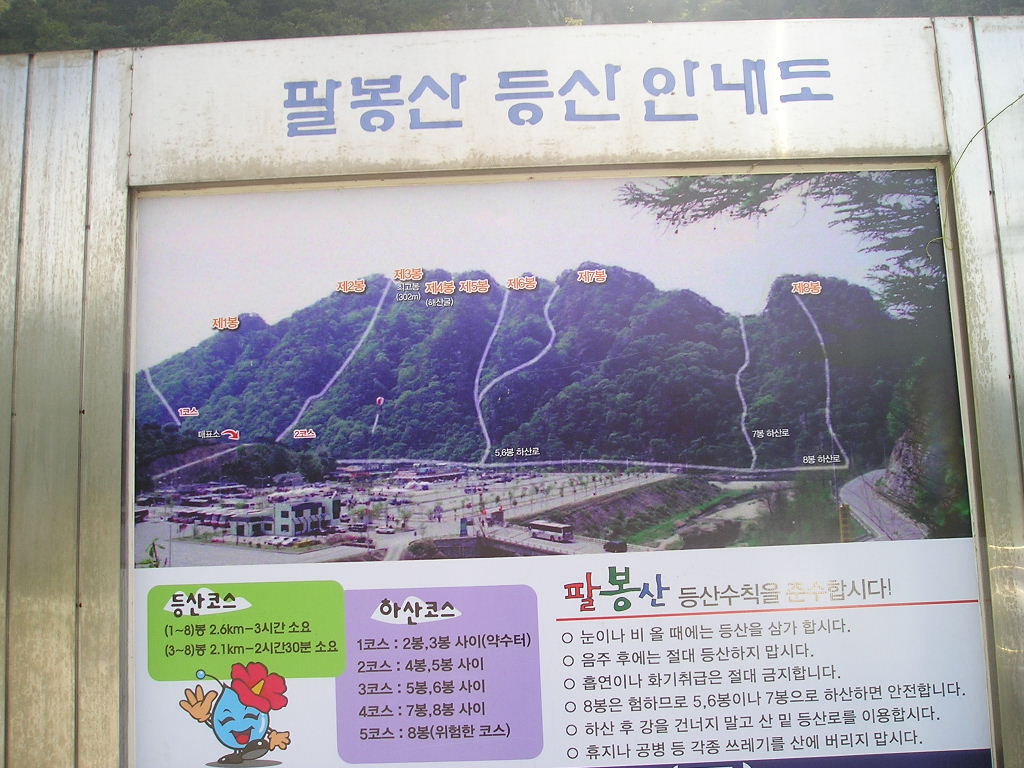 팔봉산 등산안내도
제1봉
제2봉
제3봉
최고봉
(302m)
제4봉
(해산굴)
제5봉
제6봉
제7봉
제8봉
1코스
매표소
2코스
5,6봉 하산로
7봉 하산로
8봉 하산로
등산코스
(1~8)봉 2.6km-3시간 소요
(3~8)봉 2.1km-2시간30분 소요
하산코스
1코스 : 2봉,3봉 사이(약수터)
2코스 : 4봉,5봉 사이
3코스 : 5봉,6봉 사이
4코스 : 7봉,8봉 사이
5코스 : 8봉(위험한 코스)
팔봉산 등산수칙을 준수합시다!
○ 눈이나 비 올 때에는 등산을 삼가 합시다.
○ 음주 후에는 절대 등산하지 맙시다.
○ 흡연이나 화기취급은 절대 금지합니다.
○ 8봉은 험하므로 5,6봉이나 7봉으로 하산하면 안전합니다.
○ 하산 후 강을 건너지 말고 산 밑 등산로를 이용합시다.
○ 휴지나 공병 등 각종 쓰레기를 산에 버리지 맙시다.